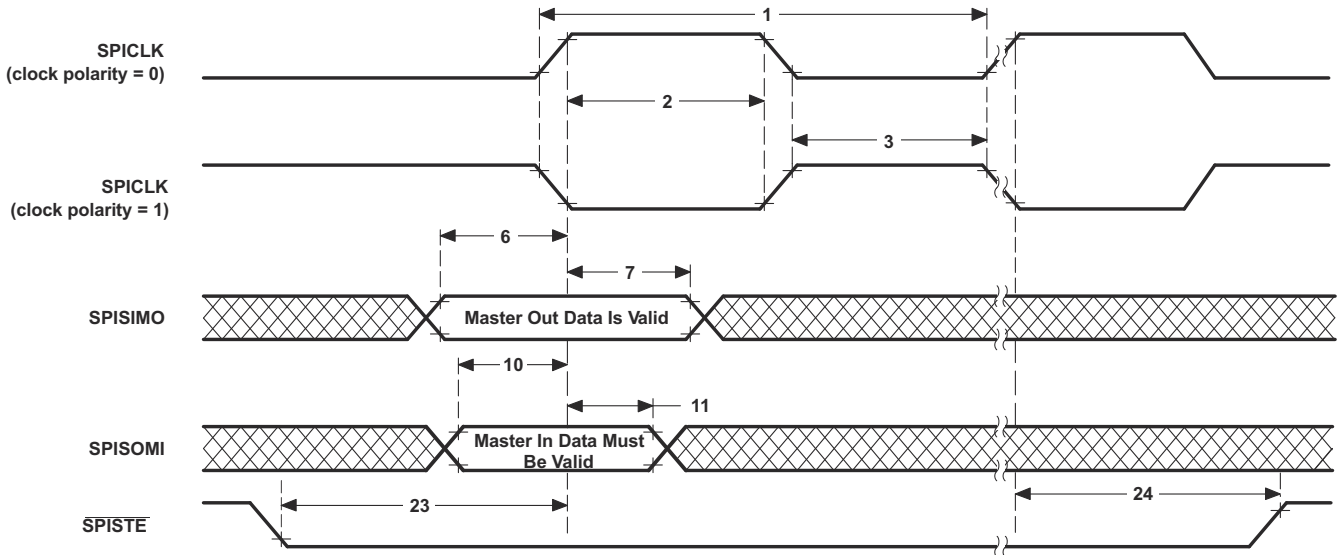 1
SPICLK
(clock polarity = 0)
2
3
SPICLK
(clock polarity = 1)
6
7
SPISIMO
Master Out Data Is Valid
10
11
SPISOMI
Master In Data Must
Be Valid
23
24
SPISTE